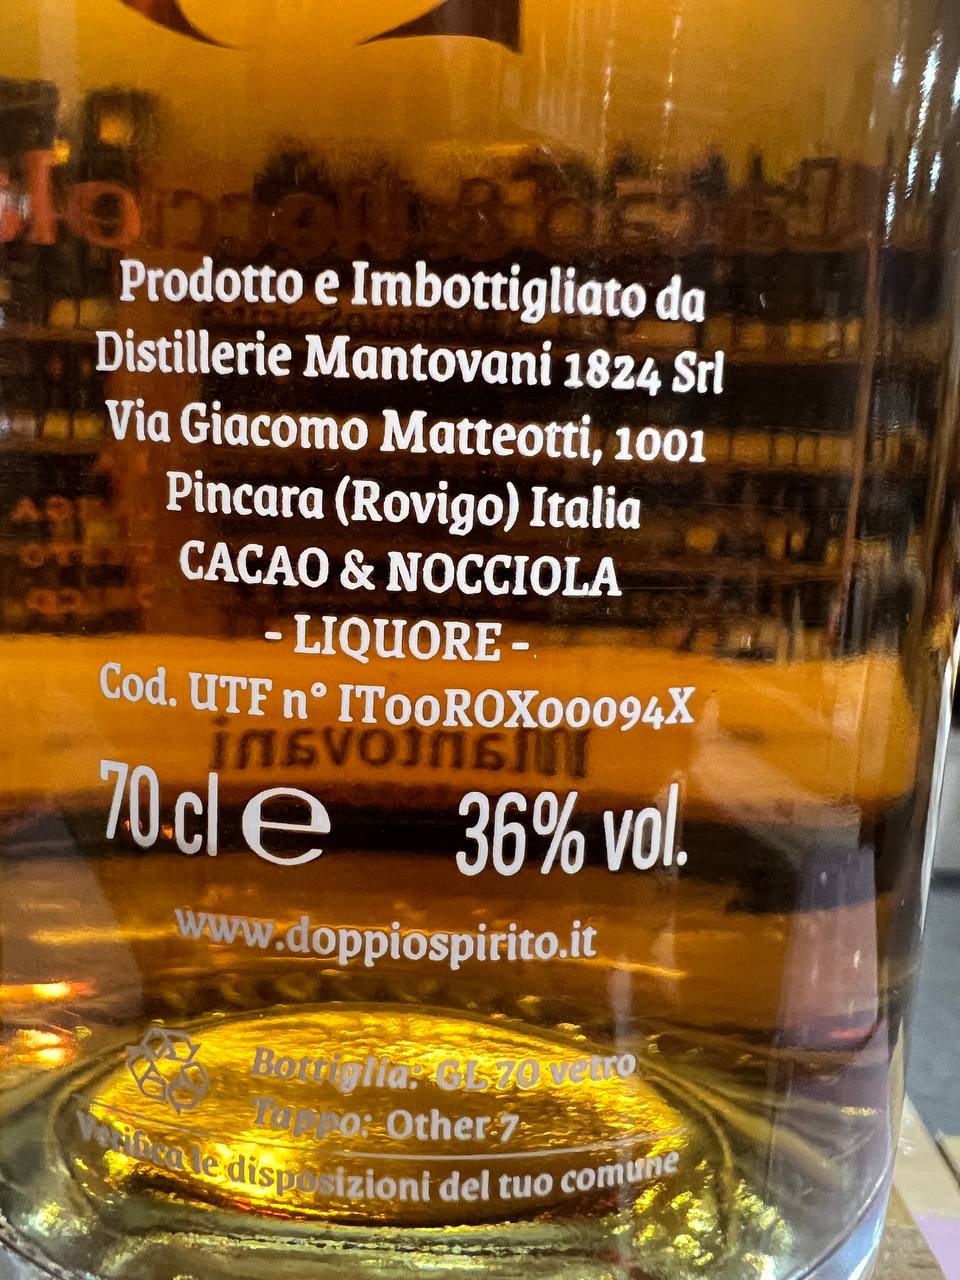 Prodotto e Imbottigliato da
Distillerie Mantovani 1824 Srl
Via Giacomo Matteotti, 1001
Pincara (Rovigo) Italia
CACAO & NOCCIOLA
- LIQUORE -
Cod. UTF n° IT00ROX00094X
Mantovani
70 cl e 36% vol.
www.doppiospirito.it
Bottiglia: GL 70 vetro
Tappo: Other 7
Verifica le disposizioni del tuo comune